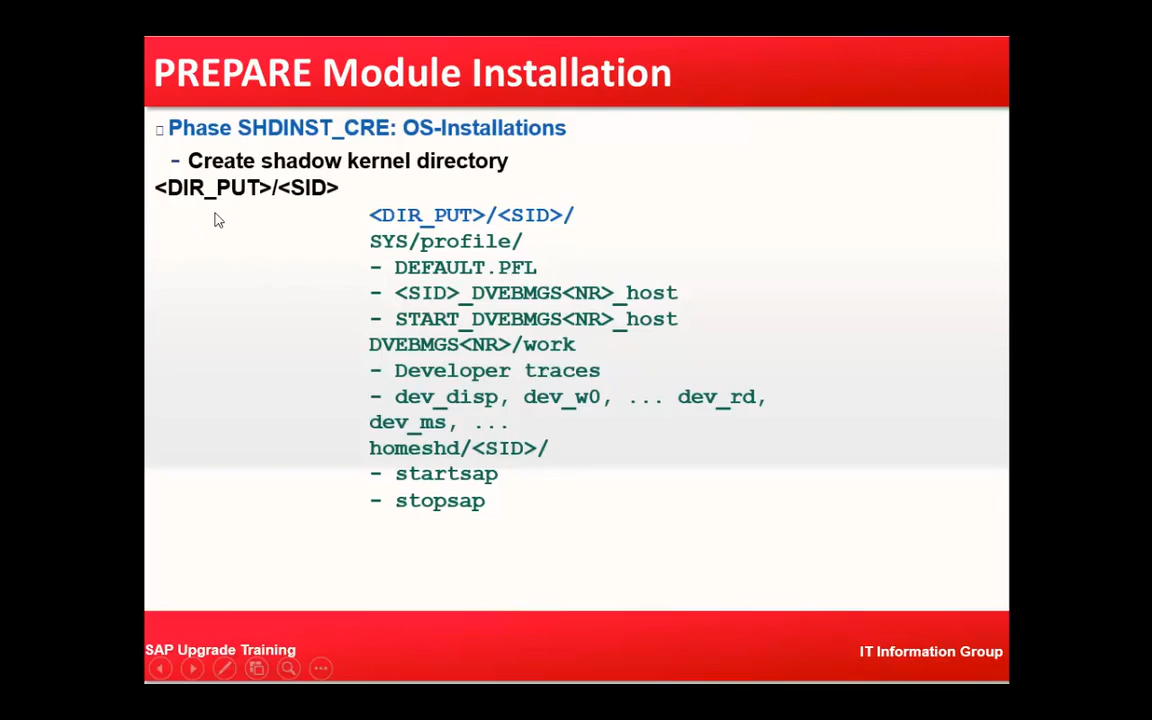 PREPARE Module Installation
Phase SHDINST_CRE: OS-Installations
- Create shadow kernel directory
<DIR_PUT>/<SID>
<DIR_PUT>/<SID>/
SYS/profile/
- DEFAULT.PFL
- <SID>_DVEBMGS<NR>_host
- START_DVEBMGS<NR>_host
DVEBMGS<NR>/work
- Developer traces
- dev_disp, dev_w0, ... dev_rd,
dev_ms, ...
homeshd/<SID>/
- startsap
- stopsap
SAP Upgrade Training
IT Information Group